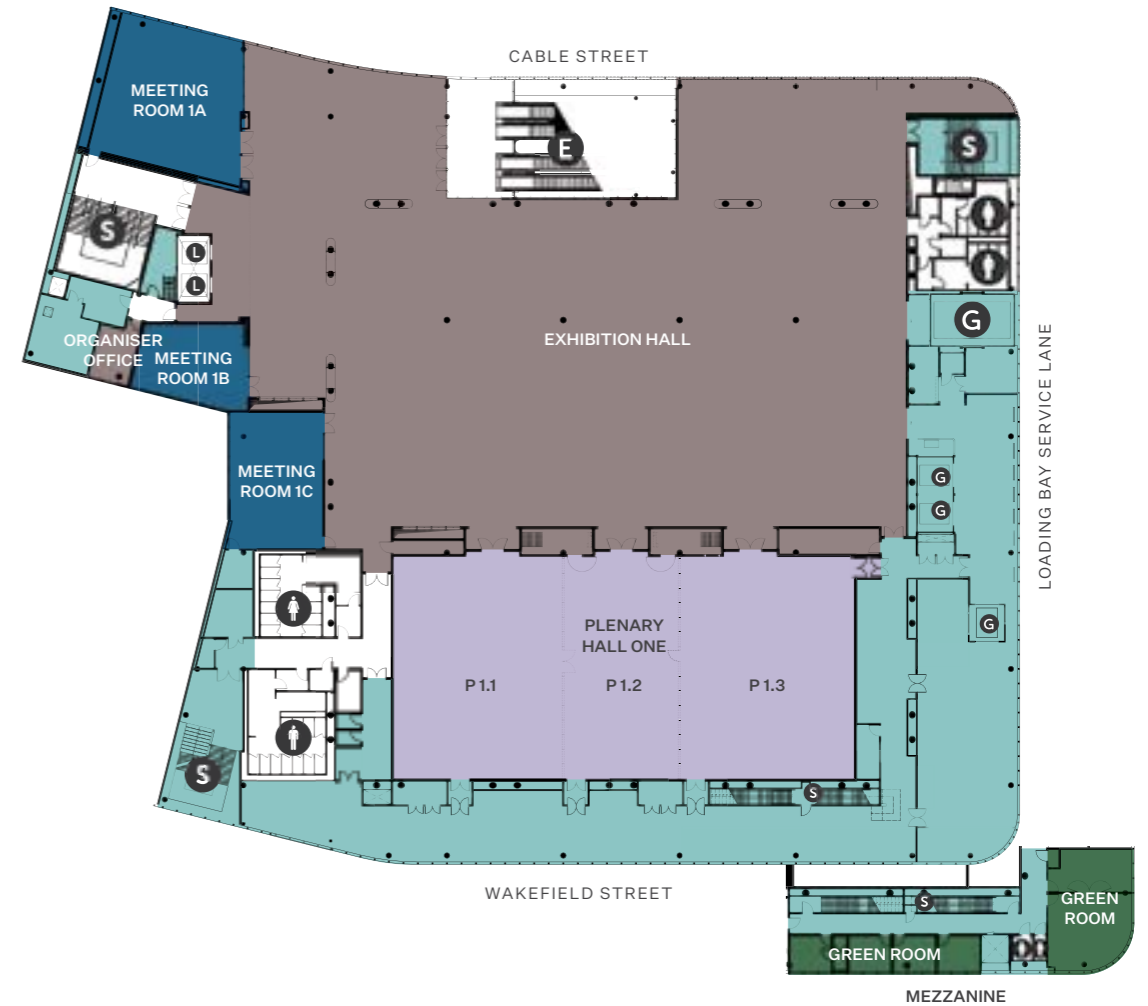 CABLE STREET
MEETING
ROOM 1A
E
S
S
L
L
G
ORGANISER
OFFICE
MEETING
ROOM 1B
EXHIBITION HALL
LOADING BAY SERVICE LANE
MEETING
ROOM 1C
G
G
G
PLENARY
HALL ONE
P 1.1
P 1.2
P 1.3
S
S
WAKEFIELD STREET
S
GREEN
ROOM
GREEN ROOM
MEZZANINE